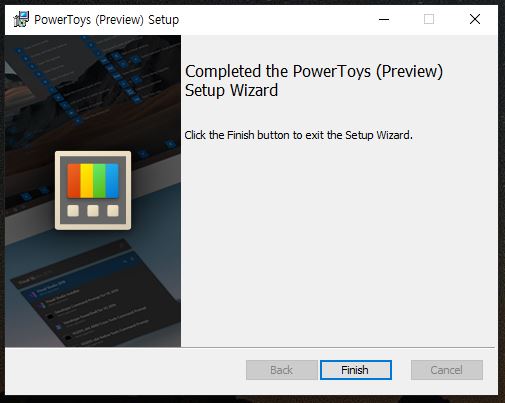 PowerToys (Preview) Setup
Completed the PowerToys (Preview)
Setup Wizard
Click the Finish button to exit the Setup Wizard.
Back
Finish
Cancel